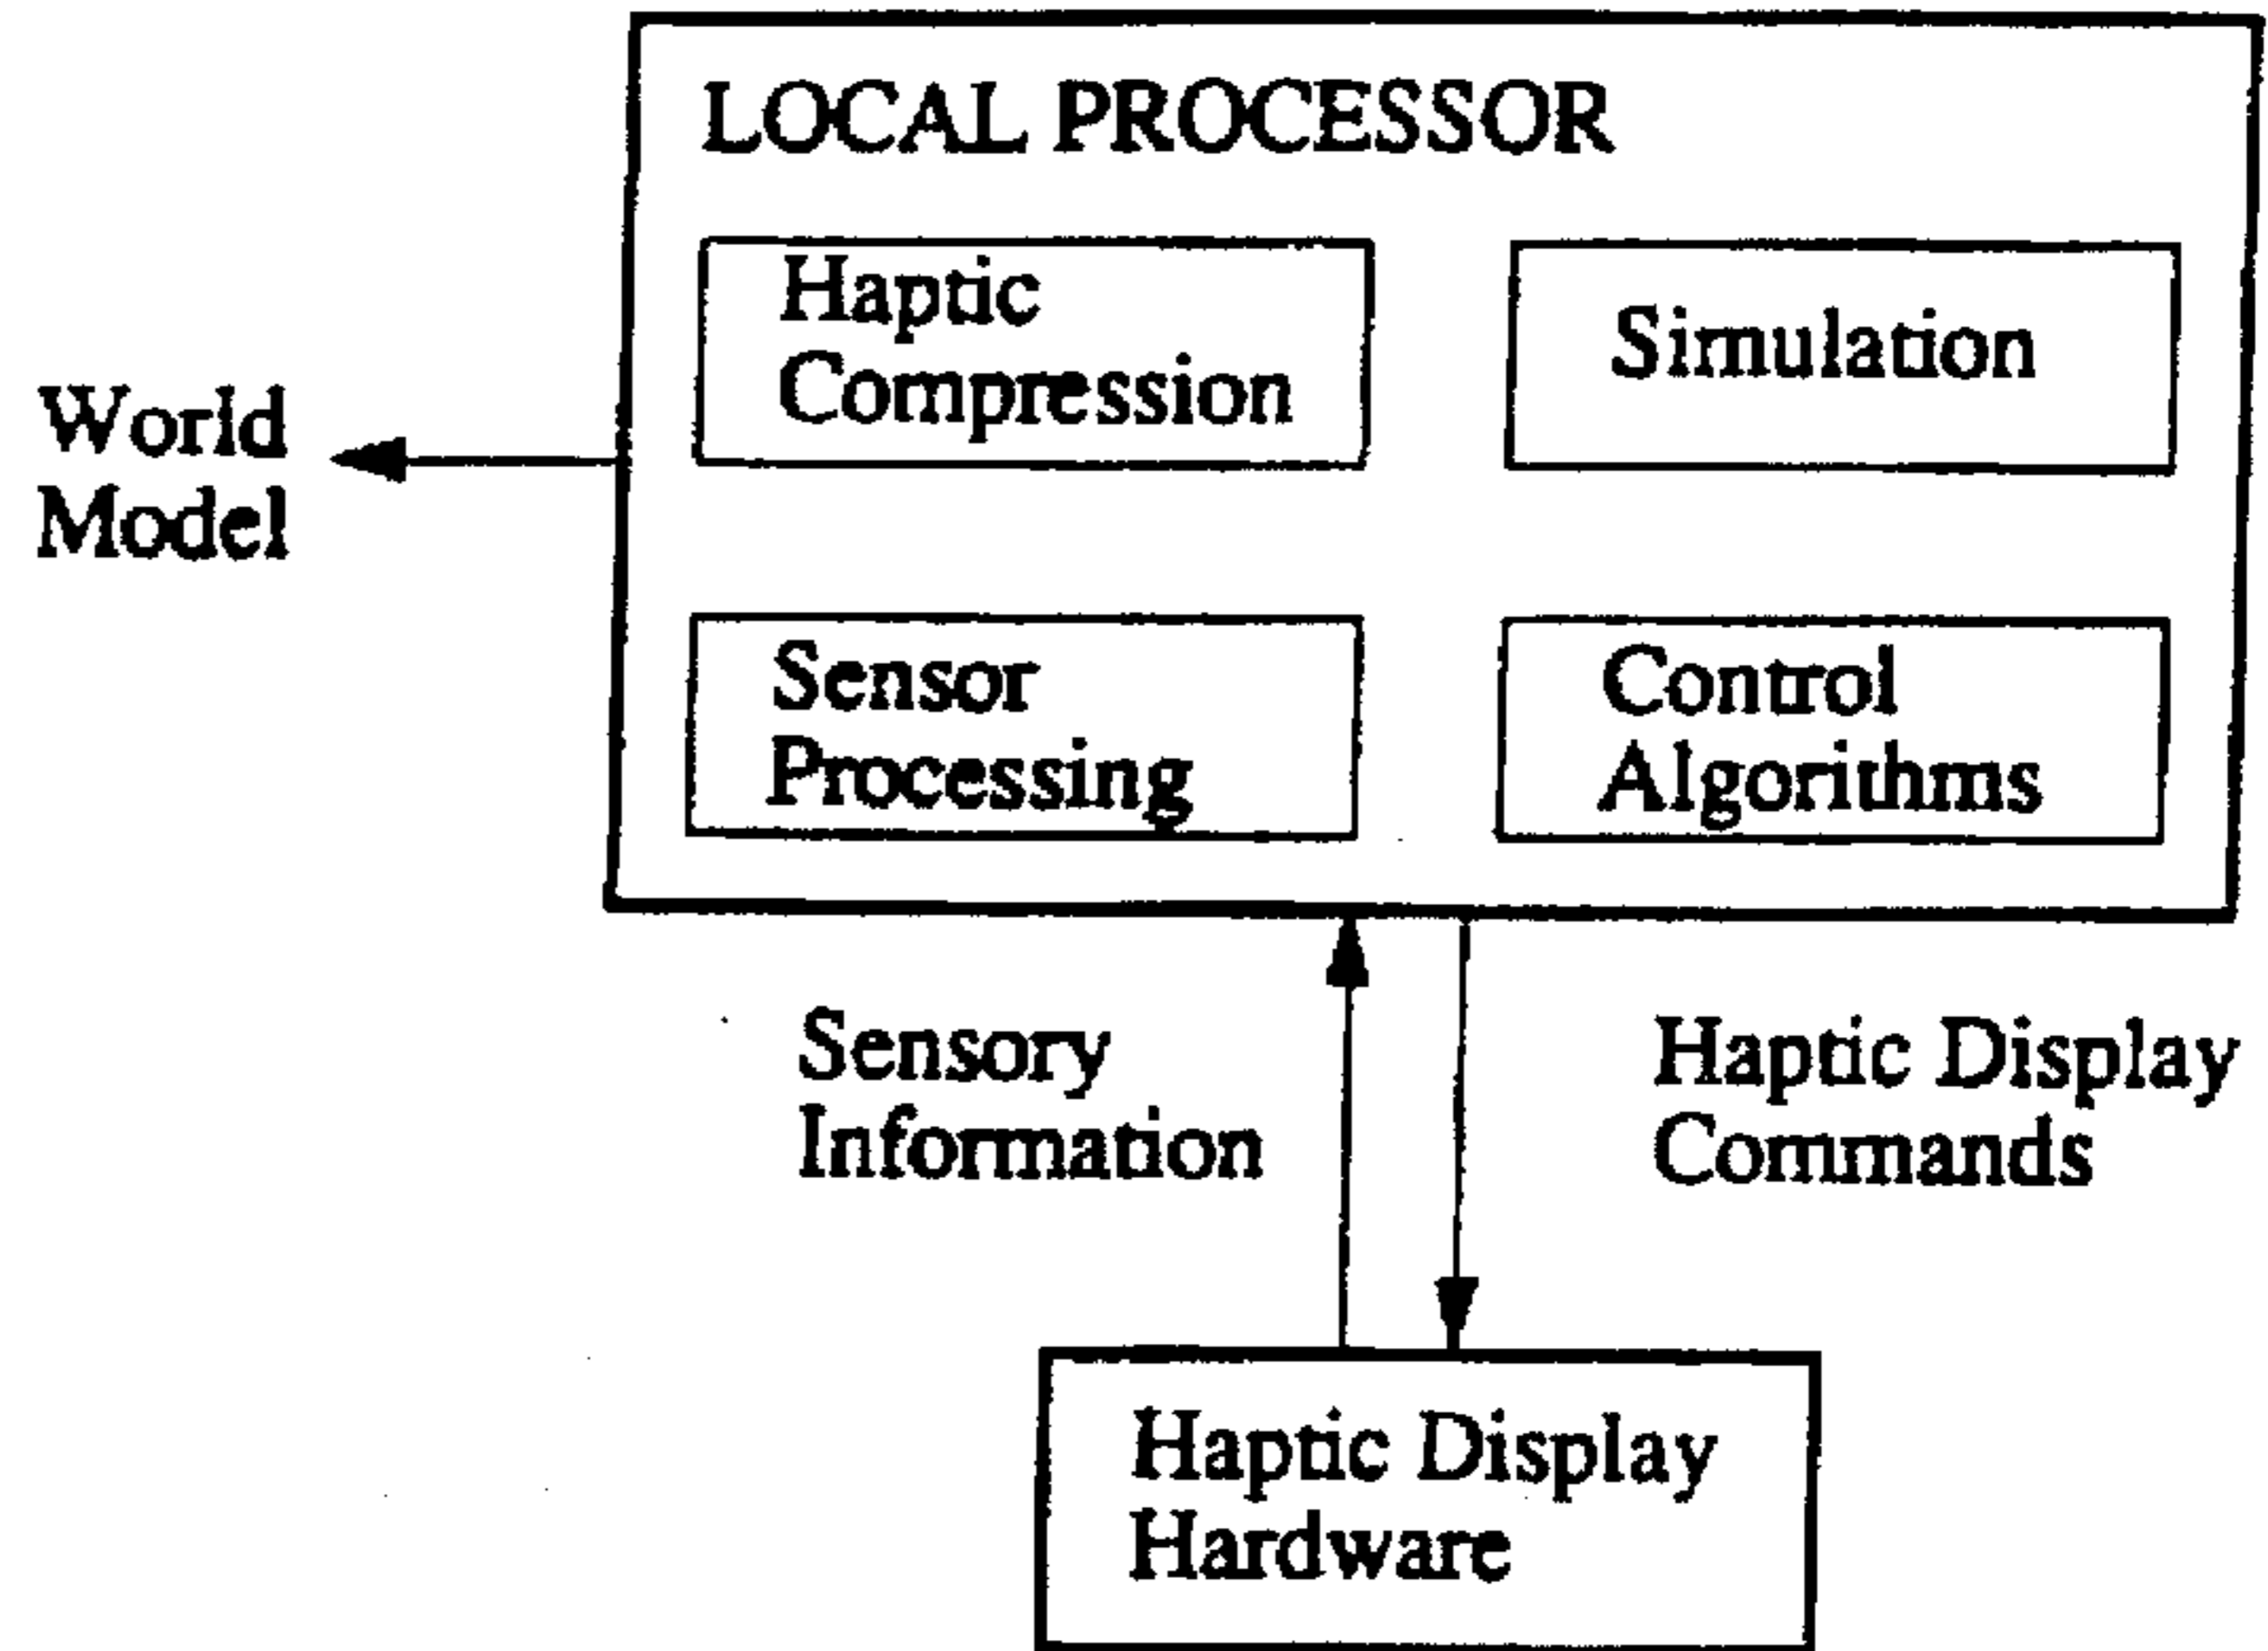 LOCAL PROCESSOR
Haptic
Compression
Simulation
World
Model
Sensor
Processing
Control
Algorithms
Sensory
Information
Haptic Display
Commands
Haptic Display
Hardware